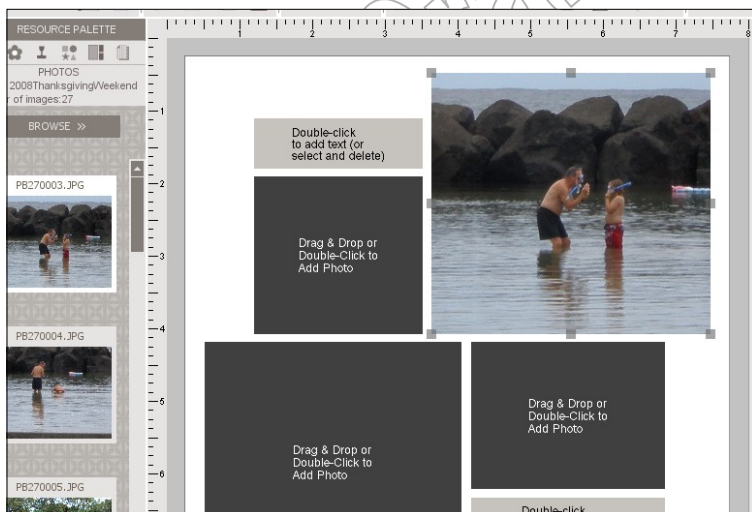 RESOURCE PALETTE
PHOTOS
2008ThanksgivingWeekend
r of images:27
BROWSE >>
PB270003.JPG
PB270004.JPG
PB270005.JPG
1 2 3 4 5 6 7 8
1
2
3
4
5
6
Double-click
to add text (or
select and delete)
Drag & Drop or
Double-Click to
Add Photo
Drag & Drop or
Double-Click to
Add Photo
Drag & Drop or
Double-Click to
Add Photo
Double-click